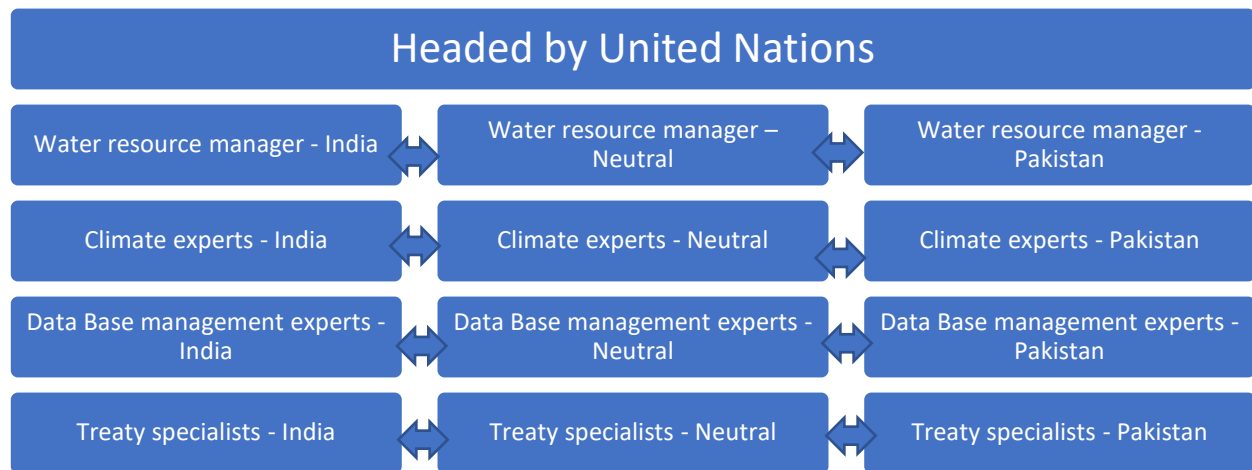 Headed by United Nations
Water resource manager - India
Water resource manager –
Neutral
Water resource manager -
Pakistan
Climate experts - India
Climate experts - Neutral
Climate experts - Pakistan
Data Base management experts -
India
Data Base management experts -
Neutral
Data Base management experts -
Pakistan
Treaty specialists - India
Treaty specialists - Neutral
Treaty specialists - Pakistan